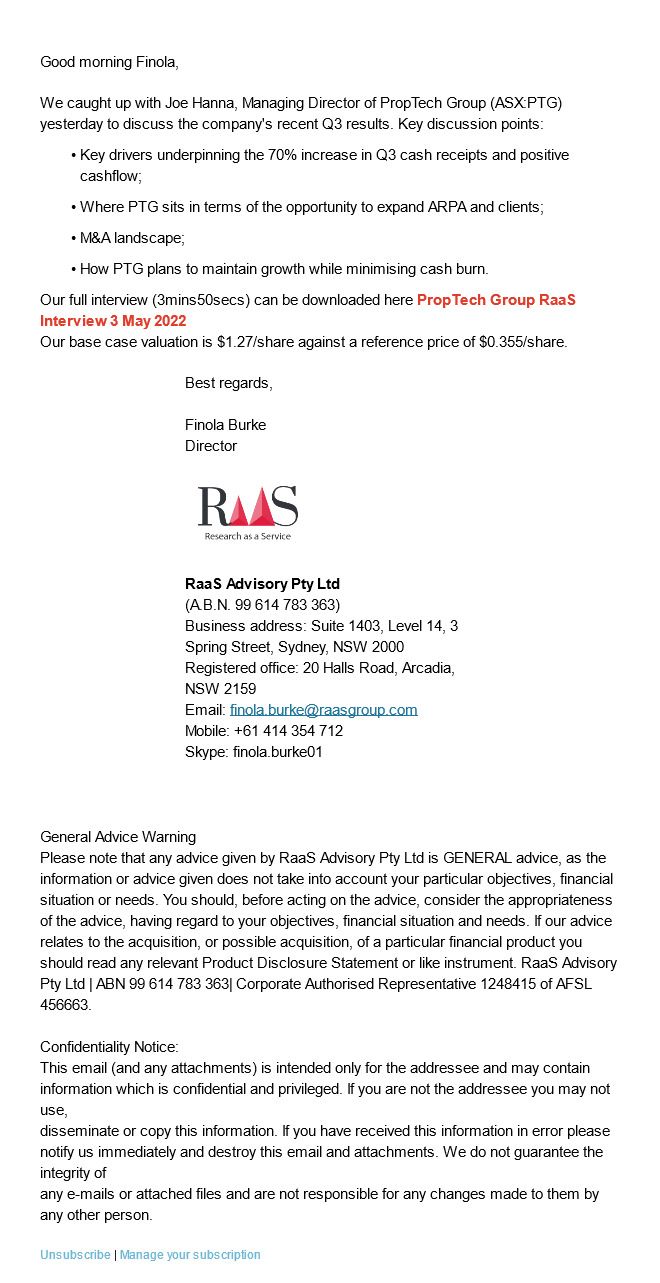 Good morning Finola,
We caught up with Joe Hanna, Managing Director of PropTech Group (ASX:PTG)
yesterday to discuss the company's recent Q3 results. Key discussion points:
• Key drivers underpinning the 70% increase in Q3 cash receipts and positive
cashflow;
• Where PTG sits in terms of the opportunity to expand ARPA and clients;
• M&A landscape;
• How PTG plans to maintain growth while minimising cash burn.
Our full interview (3mins50secs) can be downloaded here PropTech Group RaaS
Interview 3 May 2022
Our base case valuation is $1.27/share against a reference price of $0.355/share.
Best regards,
Finola Burke
Director
RaaS
Research as a Service
RaaS Advisory Pty Ltd
(A.B.N. 99 614 783 363)
Business address: Suite 1403, Level 14, 3
Spring Street, Sydney, NSW 2000
Registered office: 20 Halls Road, Arcadia,
NSW 2159
Email: finola.burke@raasgroup.com
Mobile: +61 414 354 712
Skype: finola.burke01
General Advice Warning
Please note that any advice given by RaaS Advisory Pty Ltd is GENERAL advice, as the
information or advice given does not take into account your particular objectives, financial
situation or needs. You should, before acting on the advice, consider the appropriateness
of the advice, having regard to your objectives, financial situation and needs. If our advice
relates to the acquisition, or possible acquisition, of a particular financial product you
should read any relevant Product Disclosure Statement or like instrument. RaaS Advisory
Pty Ltd | ABN 99 614 783 363| Corporate Authorised Representative 1248415 of AFSL
456663.
Confidentiality Notice:
This email (and any attachments) is intended only for the addressee and may contain
information which is confidential and privileged. If you are not the addressee you may not
use,
disseminate or copy this information. If you have received this information in error please
notify us immediately and destroy this email and attachments. We do not guarantee the
integrity of
any e-mails or attached files and are not responsible for any changes made to them by
any other person.
Unsubscribe | Manage your subscription